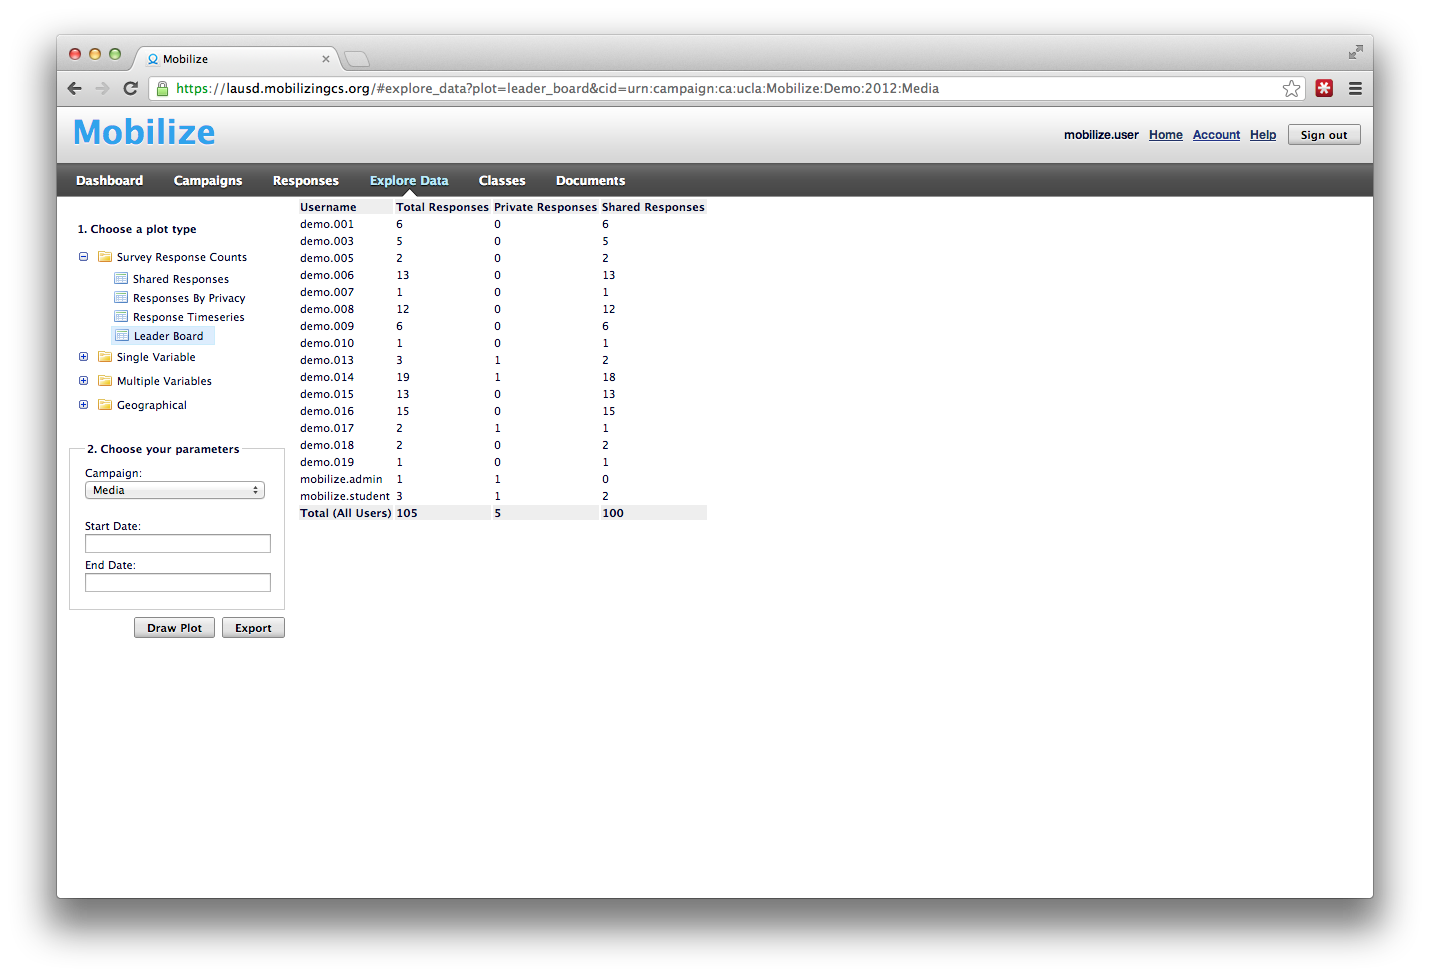 Mobilize
https://lausd.mobilizingcs.org/#explore_data?plot=leader_board&cid=urn:campaign:ca:ucla:Mobilize:Demo:2012:Media
Mobilize
mobilize.user Home Account Help Sign out
Dashboard Campaigns Responses Explore Data Classes Documents
1. Choose a plot type
Survey Response Counts
Shared Responses
Responses By Privacy
Response Timeseries
Leader Board
Single Variable
Multiple Variables
Geographical
2. Choose your parameters
Campaign:
Media
Start Date:
End Date:
Draw Plot Export
Username Total Responses Private Responses Shared Responses
demo.001 6 0 6
demo.003 5 0 5
demo.005 2 0 2
demo.006 13 0 13
demo.007 1 0 1
demo.008 12 0 12
demo.009 6 0 6
demo.010 1 0 1
demo.013 3 1 2
demo.014 19 1 18
demo.015 13 0 13
demo.016 15 0 15
demo.017 2 1 1
demo.018 2 0 2
demo.019 1 0 1
mobilize.admin 1 1 0
mobilize.student 3 1 2
Total (All Users) 105 5 100